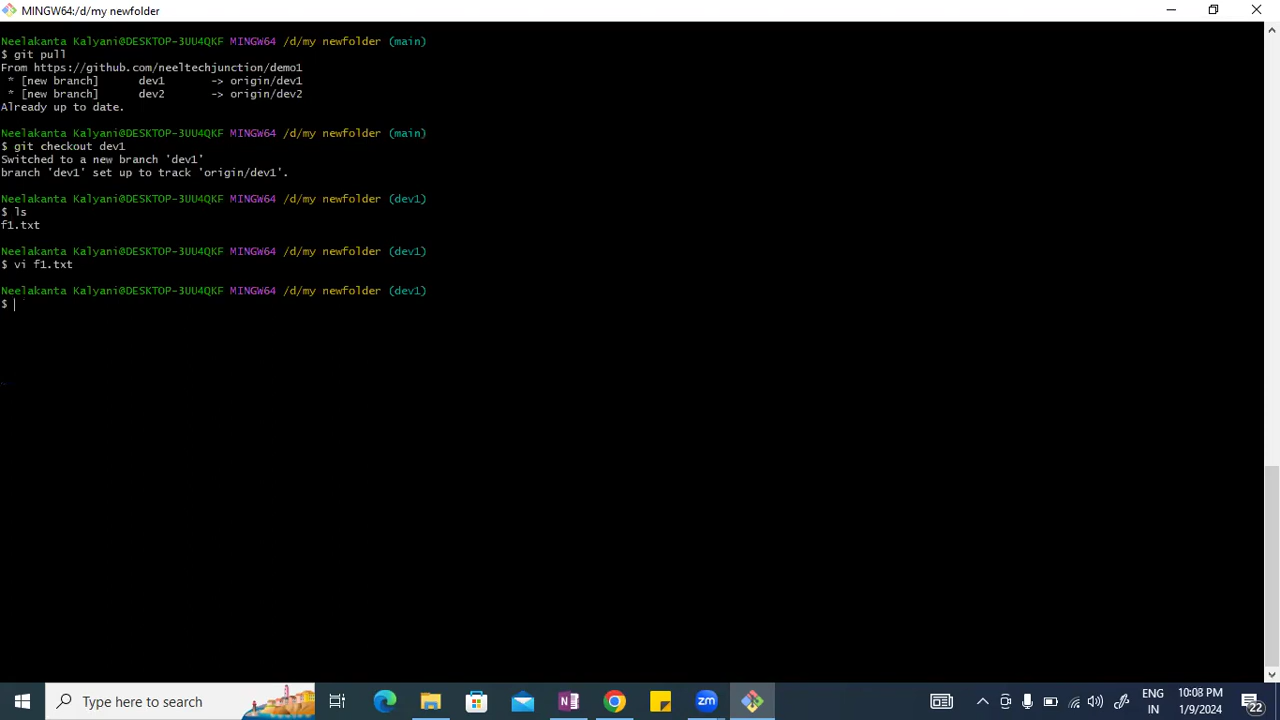 MINGW64:/d/my newfolder
Neelakanta Kalyani@DESKTOP-3UU4QKF MINGW64 /d/my newfolder (main)
$ git pull
From https://github.com/neeltechjunction/demo1
 * [new branch]      dev1       -> origin/dev1
 * [new branch]      dev2       -> origin/dev2
Already up to date.
Neelakanta Kalyani@DESKTOP-3UU4QKF MINGW64 /d/my newfolder (main)
$ git checkout dev1
Switched to a new branch 'dev1'
branch 'dev1' set up to track 'origin/dev1'.
Neelakanta Kalyani@DESKTOP-3UU4QKF MINGW64 /d/my newfolder (dev1)
$ ls
f1.txt
Neelakanta Kalyani@DESKTOP-3UU4QKF MINGW64 /d/my newfolder (dev1)
$ vi f1.txt
Neelakanta Kalyani@DESKTOP-3UU4QKF MINGW64 /d/my newfolder (dev1)
$
~
Type here to search
zm
ENG
IN
10:08 PM
1/9/2024
22